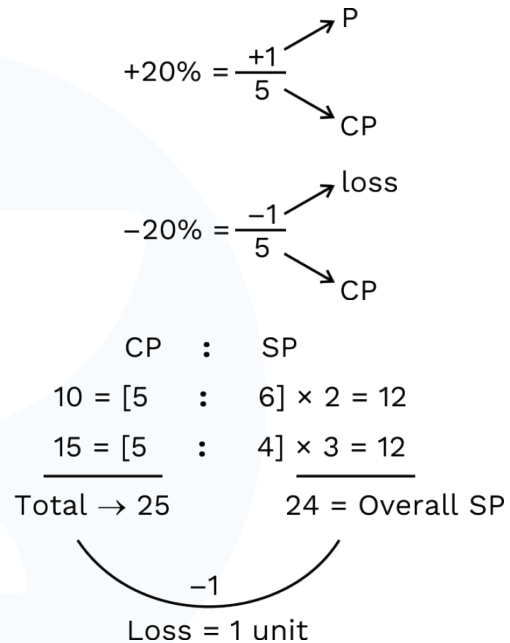 P
+20% = +1/5
CP
loss
−20% = −1/5
CP
CP : SP
10 = [5 : 6] × 2 = 12
15 = [5 : 4] × 3 = 12
Total → 25 24 = Overall SP
−1
Loss = 1 unit